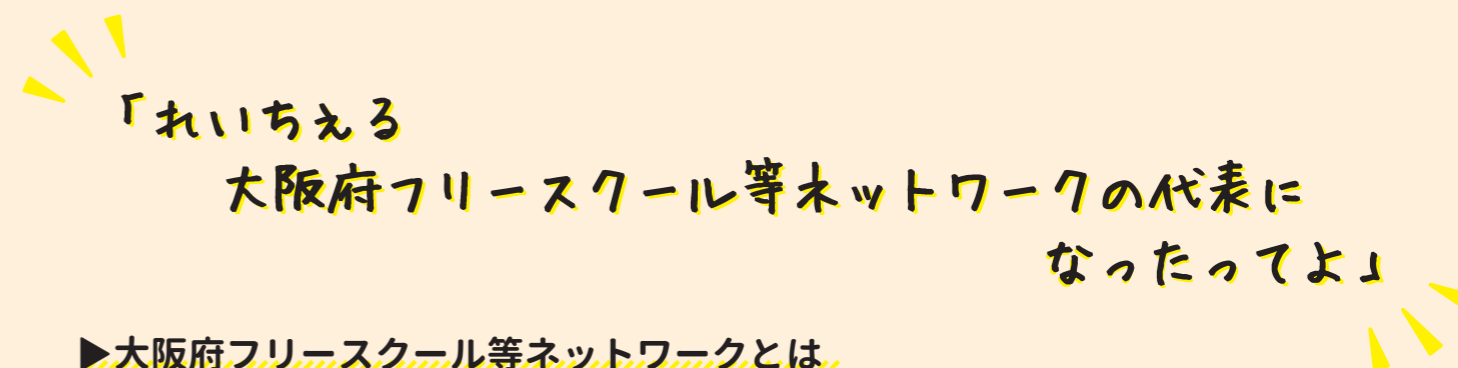 「れいちぇる
大阪府フリースクール等ネットワークの代表に
なったってよ」
▶大阪府フリースクール等ネットワークとは